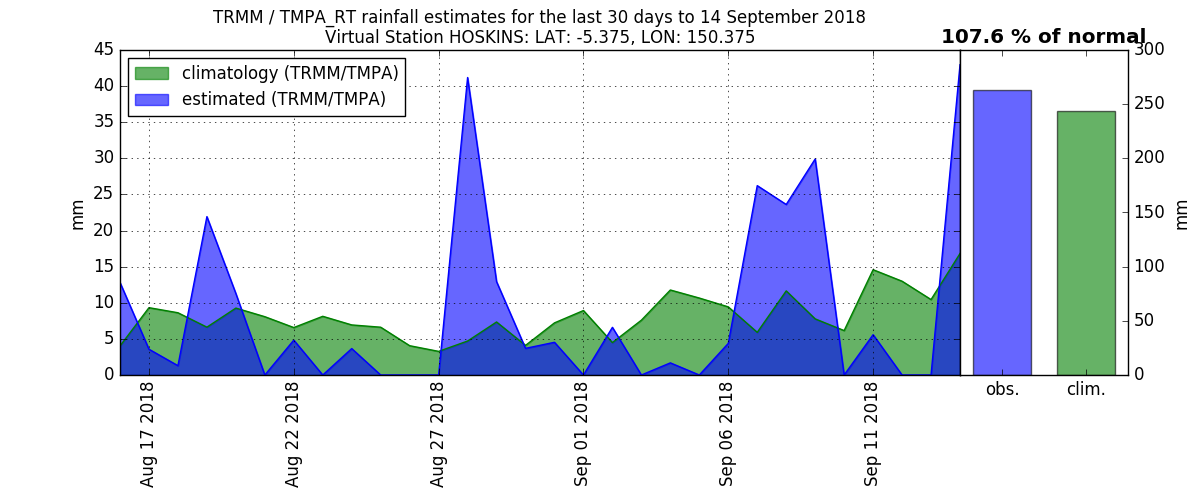 TRMM / TMPA_RT rainfall estimates for the last 30 days to 14 September 2018
Virtual Station HOSKINS: LAT: -5.375, LON: 150.375
107.6 % of normal
climatology (TRMM/TMPA)
estimated (TRMM/TMPA)
45
40
35
30
25
20
15
10
5
0
mm
Aug 17 2018
Aug 22 2018
Aug 27 2018
Sep 01 2018
Sep 06 2018
Sep 11 2018
obs.
clim.
300
250
200
150
100
50
0
mm